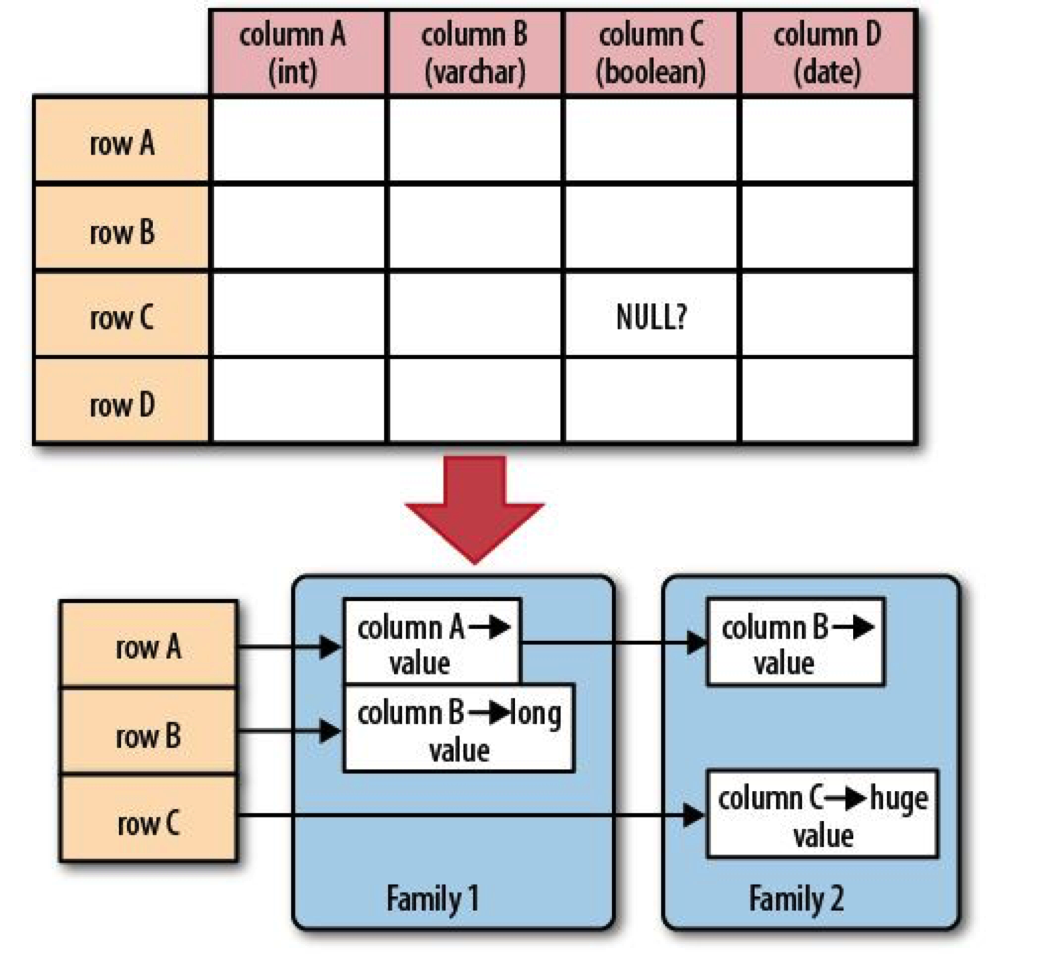 column A
(int)
column B
(varchar)
column C
(boolean)
column D
(date)
row A
row B
row C
NULL?
row D
row A
column A→
value
column B→
value
row B
column B→long
value
row C
column C→huge
value
Family 1
Family 2